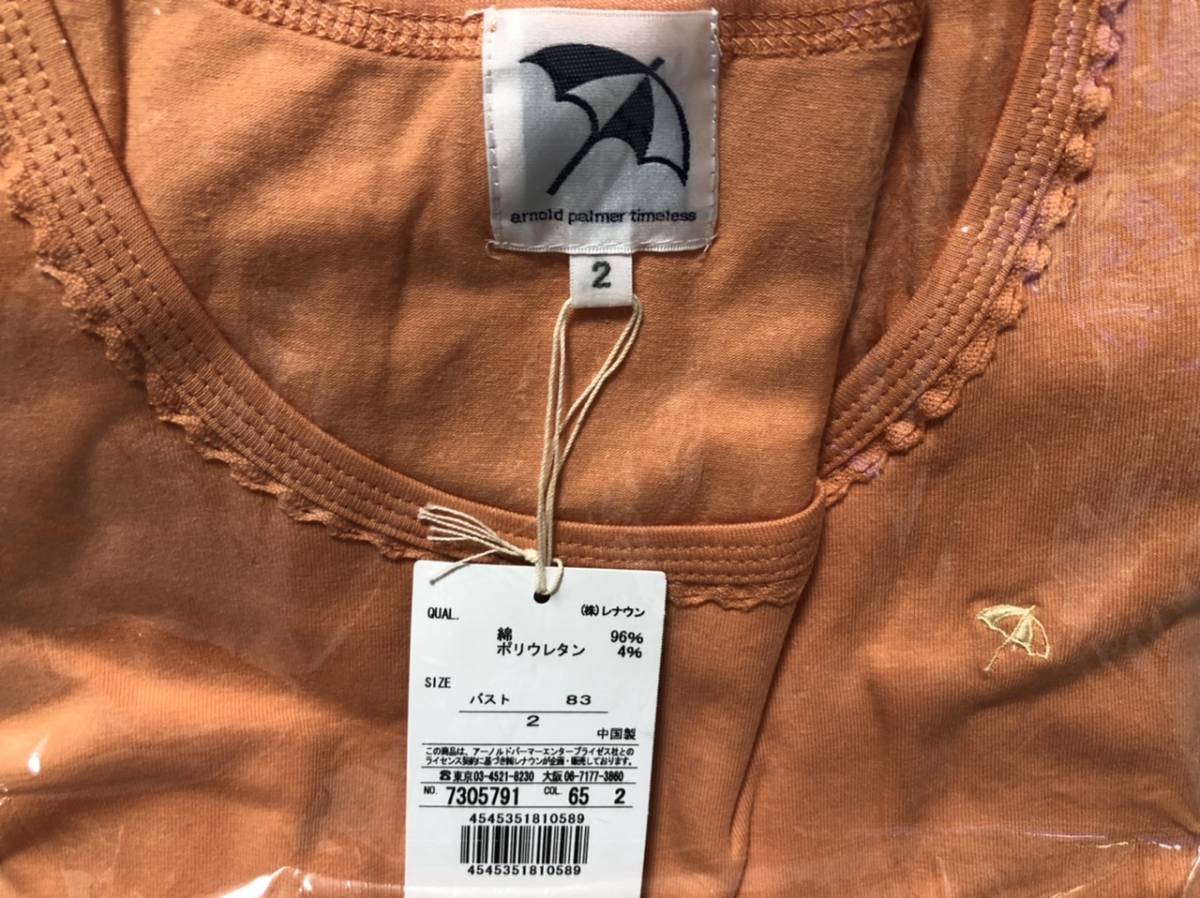 arnold palmer timeless
2
QUAL. (株)レナウン
綿 96%
ポリウレタン 4%
SIZE
バスト 83
2
中国製
この商品は、アーノルドパーマーエンタープライゼス社との
ライセンス契約に基づき㈱レナウンが企画・販売しております。
☎東京03-4521-8230 大阪06-7177-3860
NO. 7305791 COL. 65 2
4545351810589
4545351810589